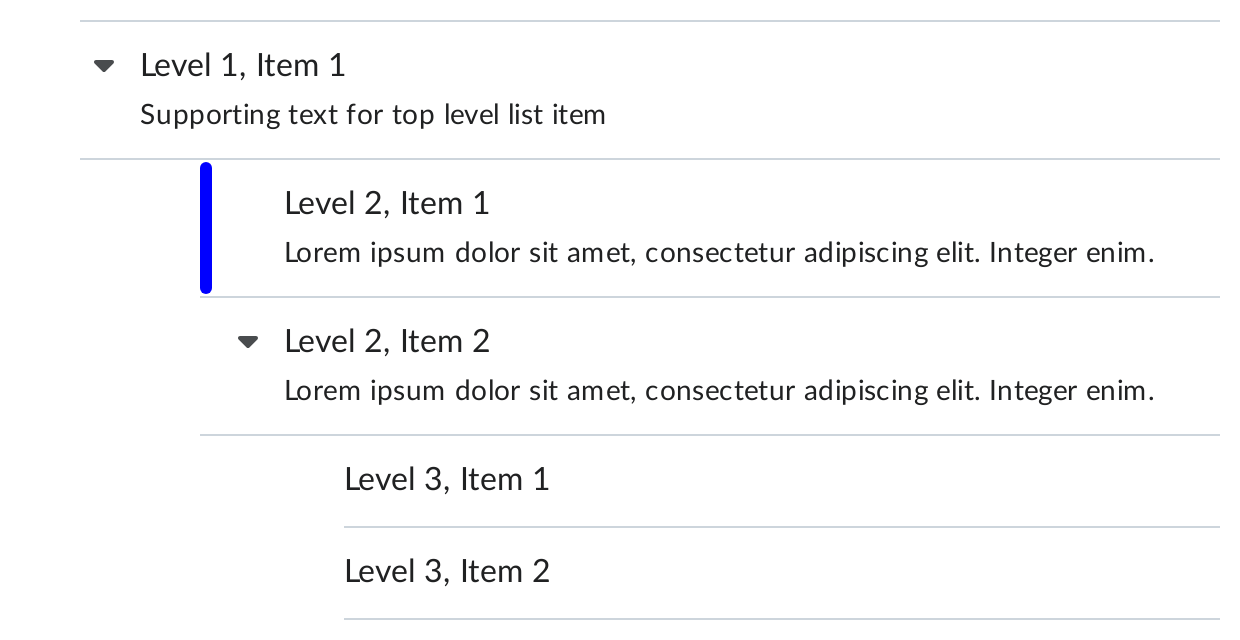 Level 1, Item 1
Supporting text for top level list item
Level 2, Item 1
Lorem ipsum dolor sit amet, consectetur adipiscing elit. Integer enim.
Level 2, Item 2
Lorem ipsum dolor sit amet, consectetur adipiscing elit. Integer enim.
Level 3, Item 1
Level 3, Item 2